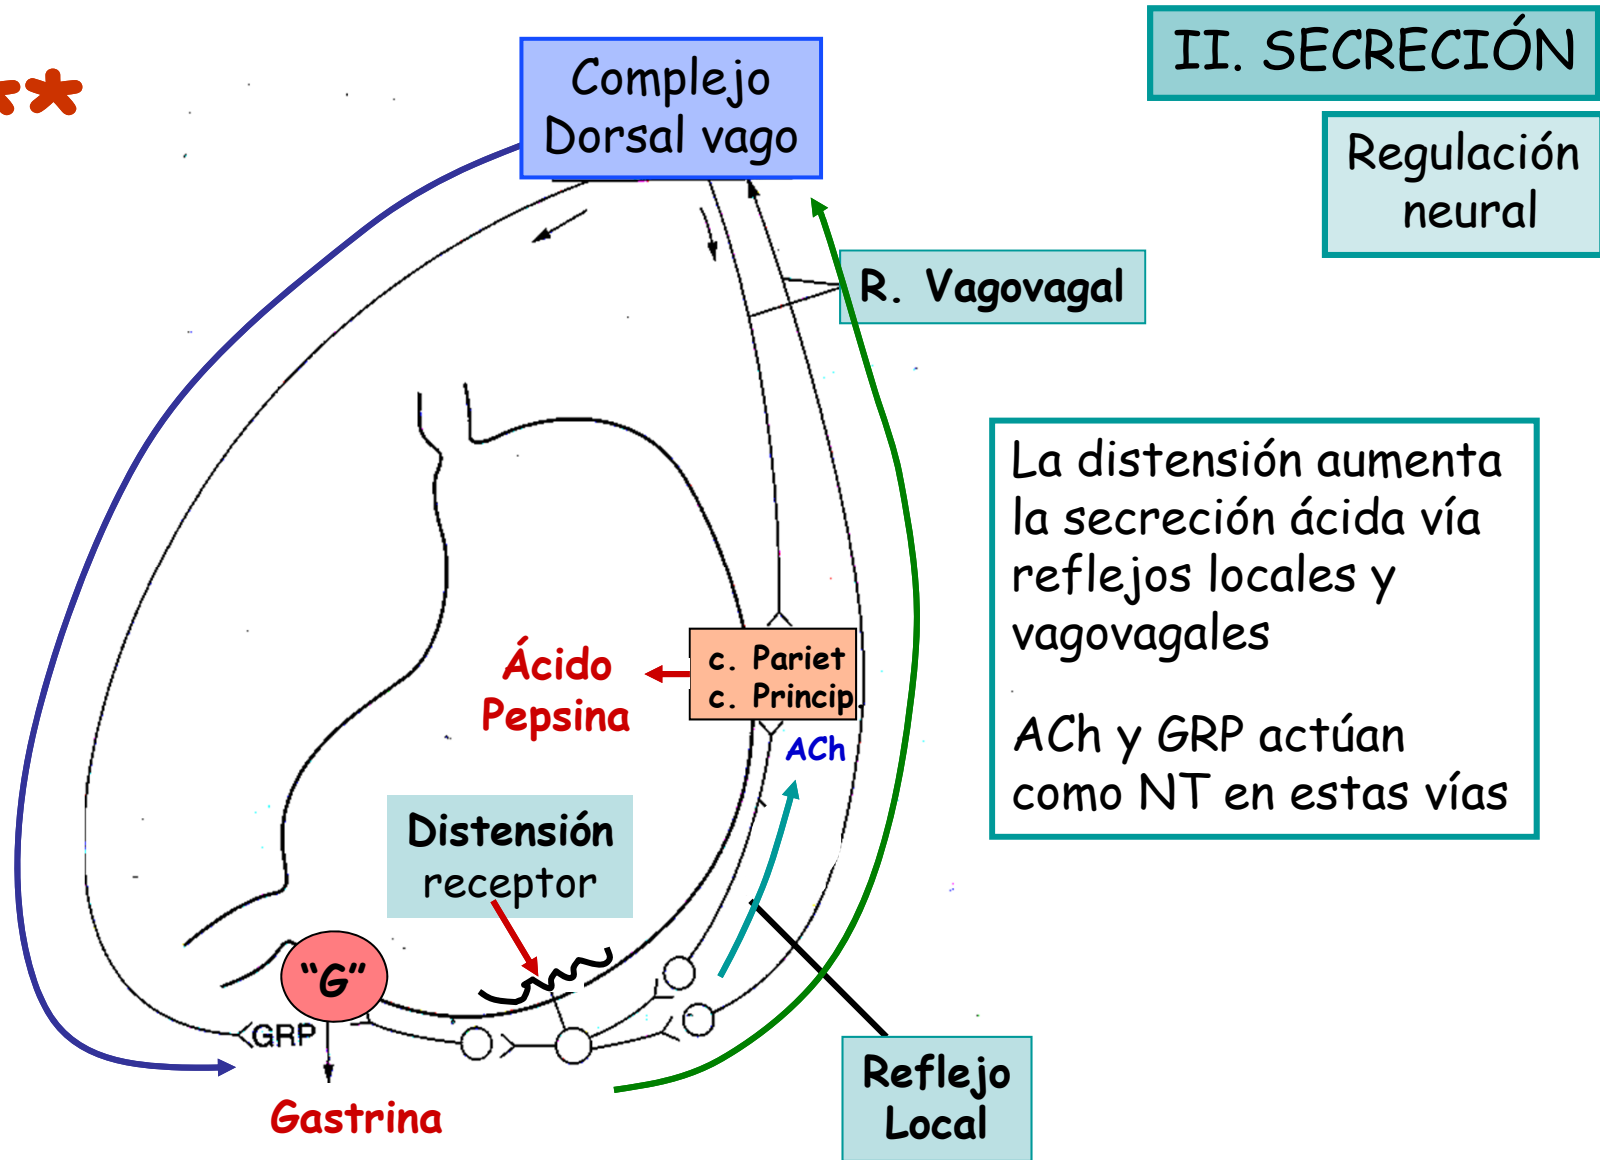 **
Complejo
Dorsal vago
II. SECRECIÓN
Regulación
neural
R. Vagovagal
La distensión aumenta
la secreción ácida vía
reflejos locales y
vagovagales
ACh y GRP actúan
como NT en estas vías
Ácido
Pepsina
c. Pariet
c. Princip.
ACh
Distensión
receptor
"G"
GRP
Gastrina
Reflejo
Local